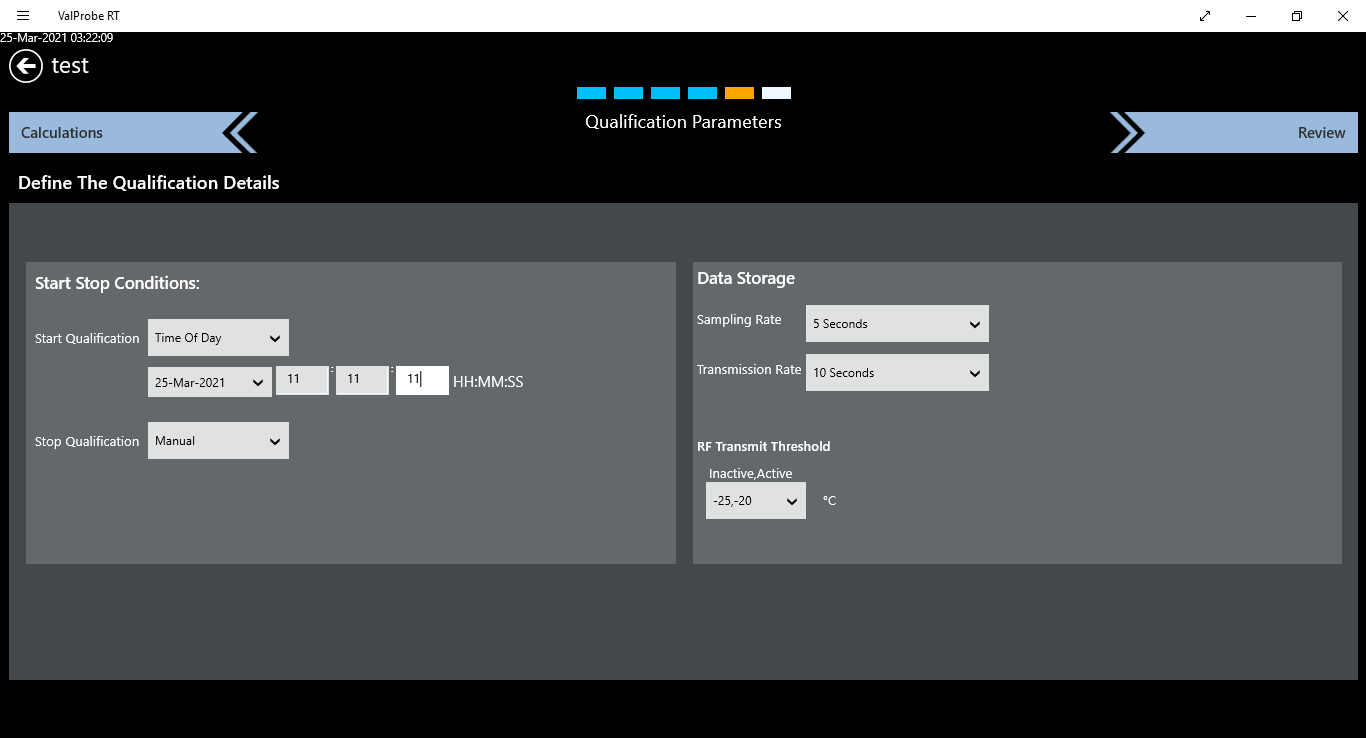 ValProbe RT
25-Mar-2021 03:22:09
test
Qualification Parameters
Calculations
Review
Define The Qualification Details
Start Stop Conditions:
Start Qualification Time Of Day
25-Mar-2021 11 : 11 : 11 HH:MM:SS
Stop Qualification Manual
Data Storage
Sampling Rate 5 Seconds
Transmission Rate 10 Seconds
RF Transmit Threshold
Inactive,Active
-25,-20 °C